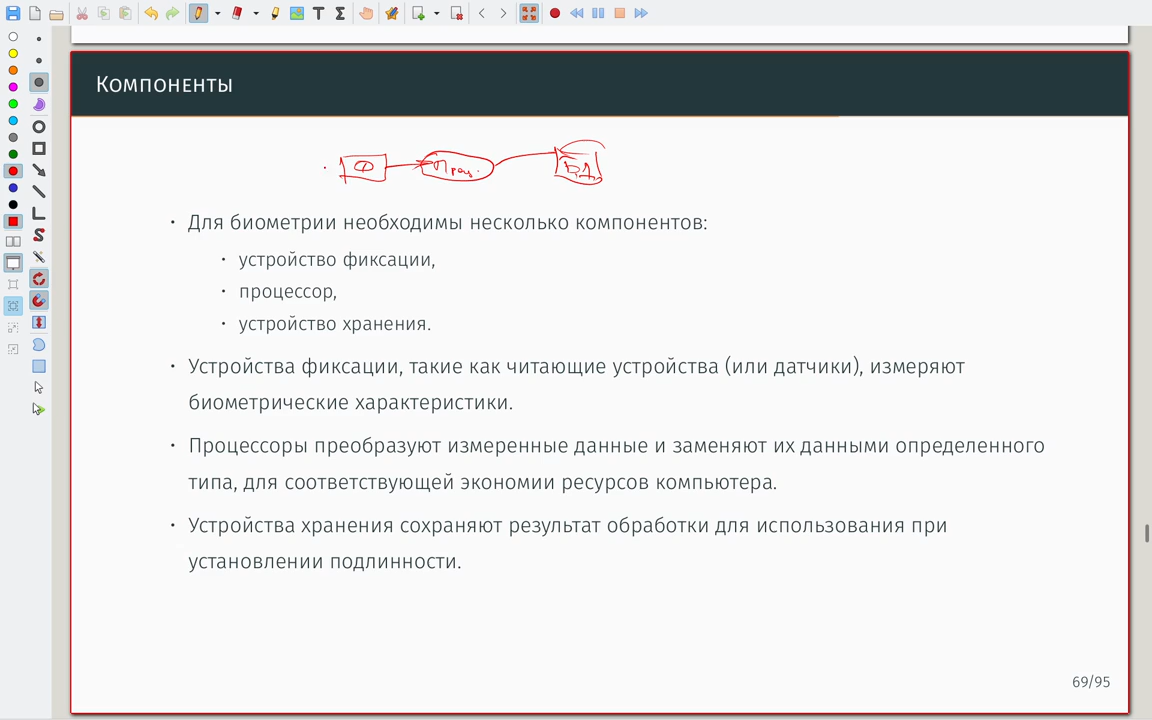 Компоненты
Ф Проц. БД
· Для биометрии необходимы несколько компонентов:
· устройство фиксации,
· процессор,
· устройство хранения.
· Устройства фиксации, такие как читающие устройства (или датчики), измеряют
биометрические характеристики.
· Процессоры преобразуют измеренные данные и заменяют их данными определенного
типа, для соответствующей экономии ресурсов компьютера.
· Устройства хранения сохраняют результат обработки для использования при
установлении подлинности.
69/95